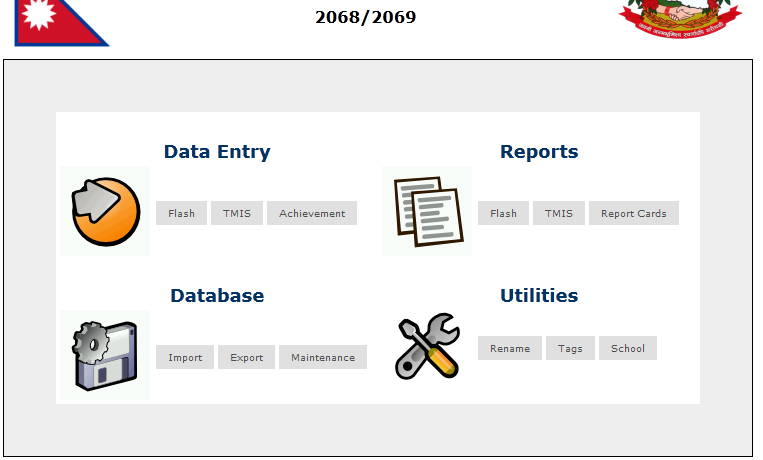 2068/2069
Data Entry
Flash TMIS Achievement
Reports
Flash TMIS Report Cards
Database
Import Export Maintenance
Utilities
Rename Tags School